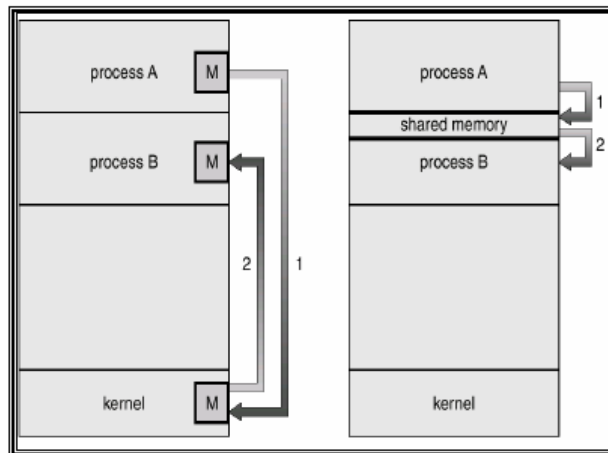 process A
M
process B
M
2
1
kernel
M
process A
1
shared memory
2
process B
kernel